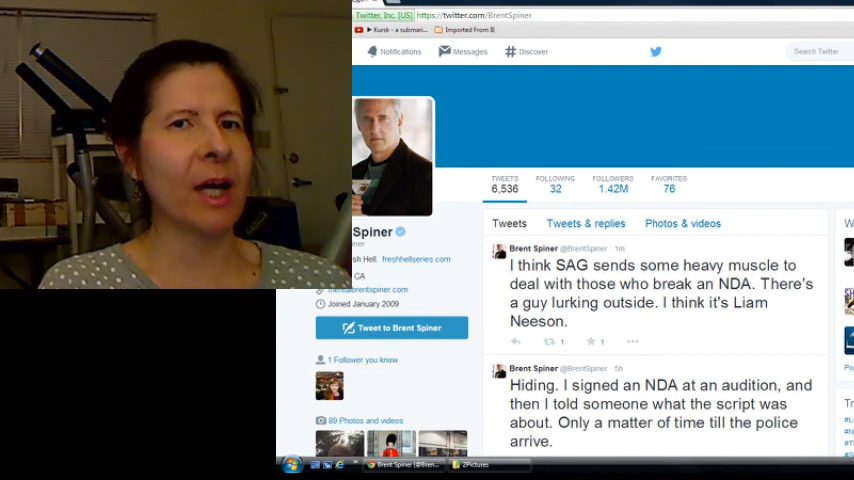 Twitter, Inc. [US] https://twitter.com/BrentSpiner
Kursk - a submari... Imported From IE
Notifications Messages # Discover Search Twitter
TWEETS FOLLOWING FOLLOWERS FAVORITES
6,536 32 1.42M 76
Tweets Tweets & replies Photos & videos
Spiner
Brent Spiner @BrentSpiner · 1m
I think SAG sends some heavy muscle to
deal with those who break an NDA. There's
a guy lurking outside. I think it's Liam
Neeson.
1 1
sh Hell. freshhellseries.com
CA
therealbrentspiner.com
Joined January 2009
Tweet to Brent Spiner
1 Follower you know
Brent Spiner @BrentSpiner · 5h
Hiding. I signed an NDA at an audition, and
then I told someone what the script was
about. Only a matter of time till the police
arrive.
89 Photos and videos
Brent Spiner (@Bren... 2Pictures